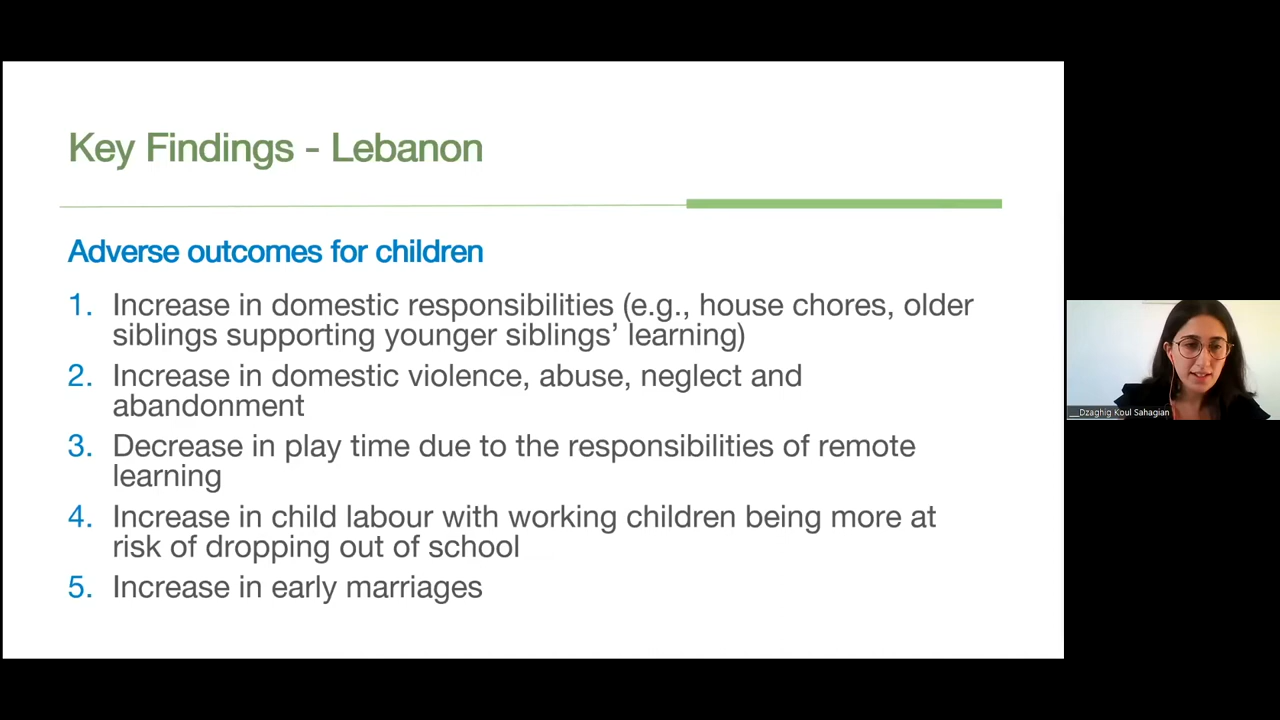 Key Findings - Lebanon
Adverse outcomes for children
1. Increase in domestic responsibilities (e.g., house chores, older
siblings supporting younger siblings’ learning)
2. Increase in domestic violence, abuse, neglect and
abandonment
3. Decrease in play time due to the responsibilities of remote
learning
4. Increase in child labour with working children being more at
risk of dropping out of school
5. Increase in early marriages
__Dzaghig Koul Sahagian